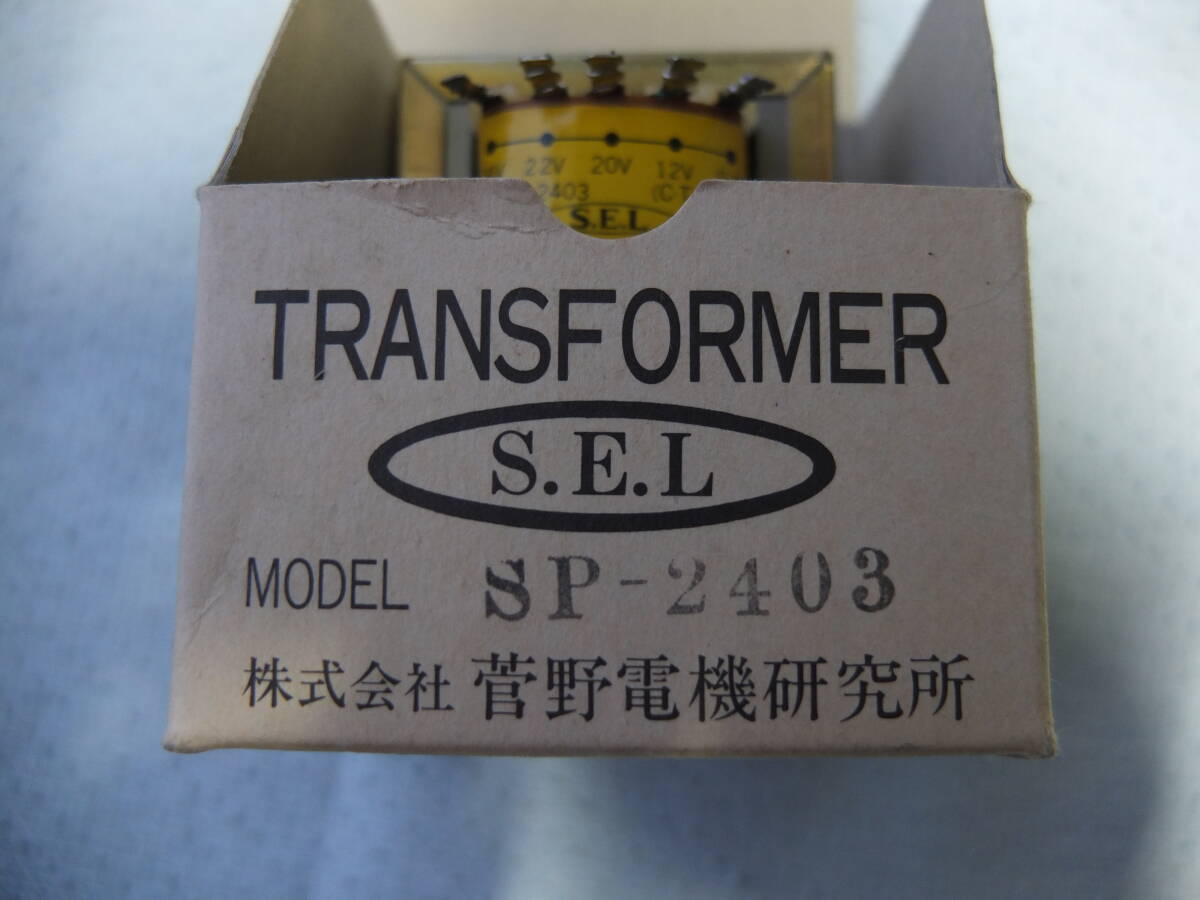 22V 20V 12V
2403 (CT
S.E.L
TRANSFORMER
S.E.L
MODEL SP-2403
株式会社 菅野電機研究所